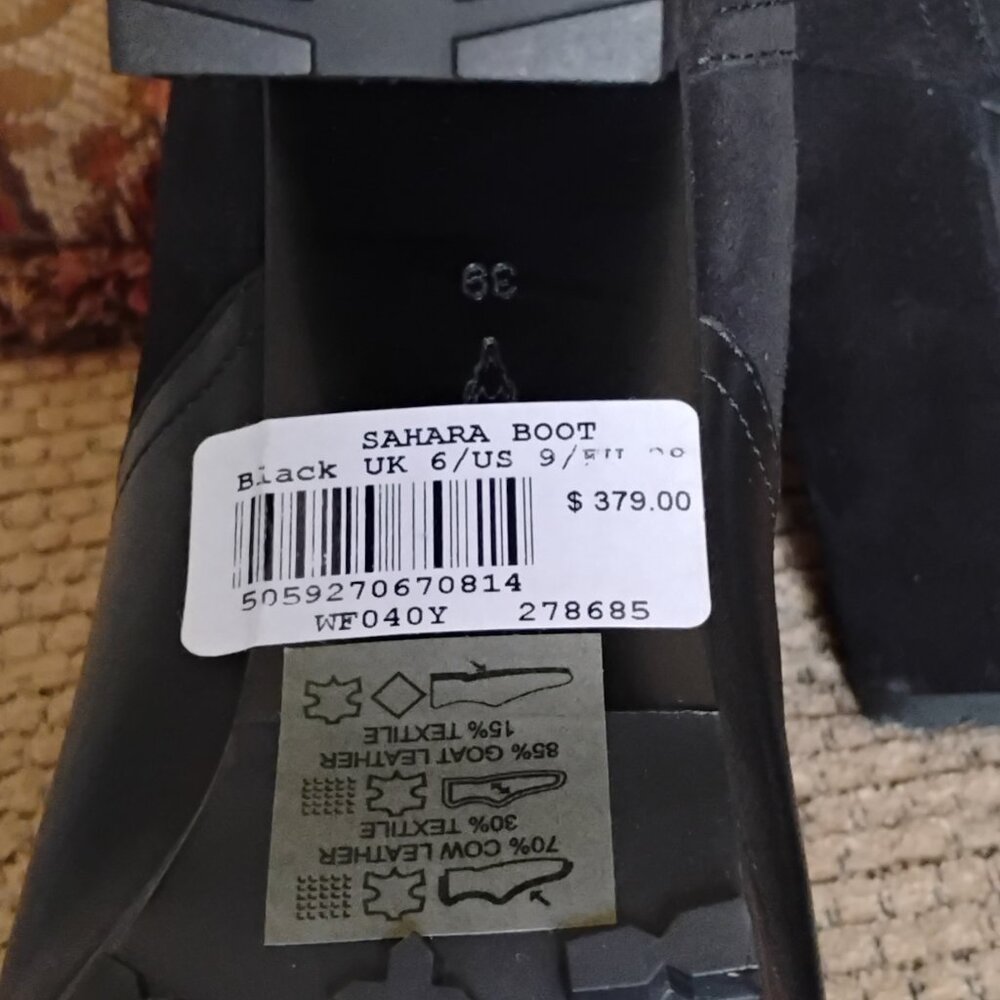 39
SAHARA BOOT
Black UK 6/US 9/
$ 379.00
5059270670814
WF040Y 278685
70% COW LEATHER
30% TEXTILE
85% GOAT LEATHER
15% TEXTILE